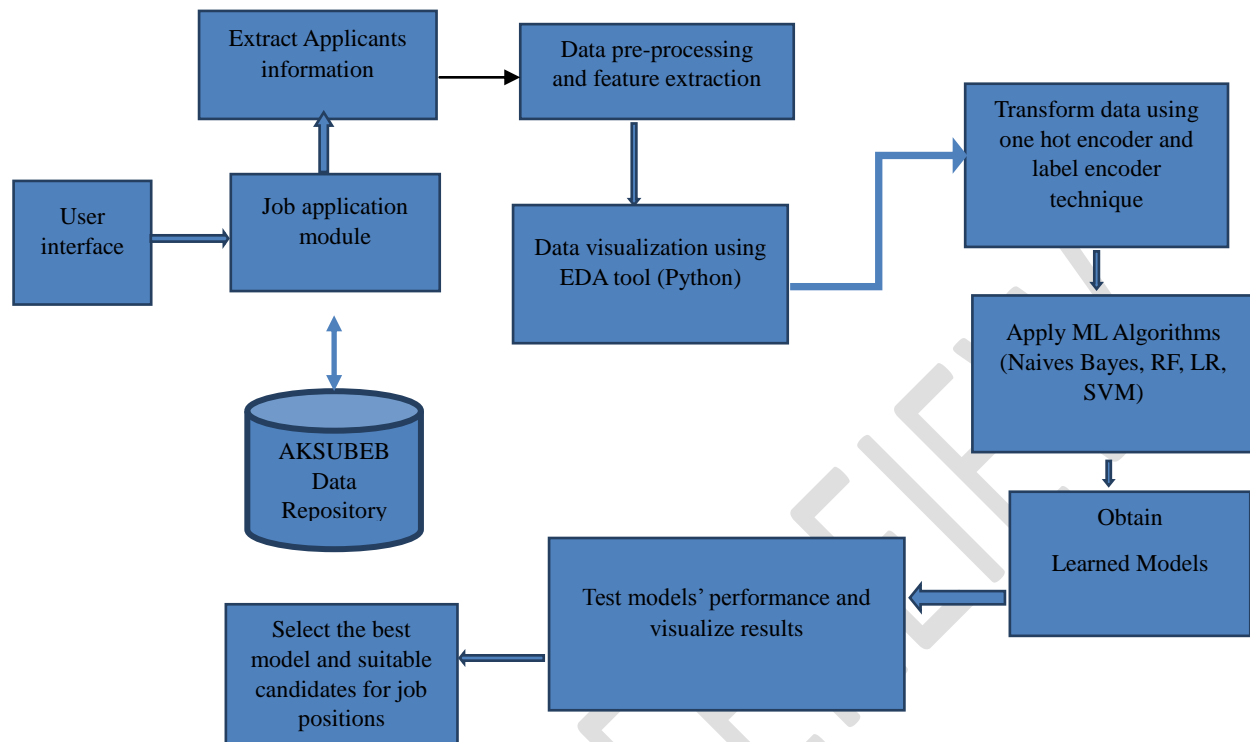 Extract Applicants
information
Data pre-processing
and feature extraction
Transform data using
one hot encoder and
label encoder
technique
User
interface
Job application
module
Data visualization using
EDA tool (Python)
Apply ML Algorithms
(Naives Bayes, RF, LR,
SVM)
AKSUBEB
Data
Repository
Obtain
Learned Models
Test models’ performance and
visualize results
Select the best
model and suitable
candidates for job
positions